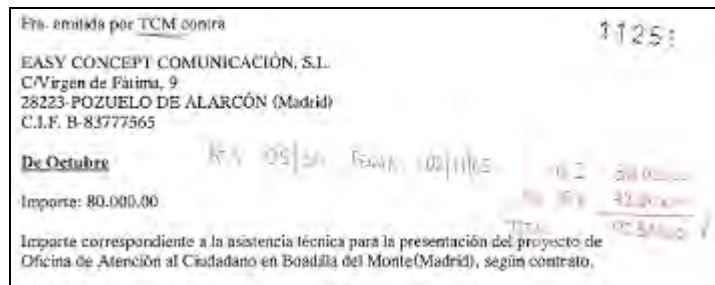 Fra. emitida por TCM contra
1125
EASY CONCEPT COMUNICACIÓN, S.L.
C/Virgen de Fátima, 9
28223-POZUELO DE ALARCÓN (Madrid)
C.I.F. B-83777565
De Octubre
Importe: 80.000.00
Importe correspondiente a la asistencia técnica para la presentación del proyecto de
Oficina de Atención al Ciudadano en Boadilla del Monte(Madrid), según contrato.